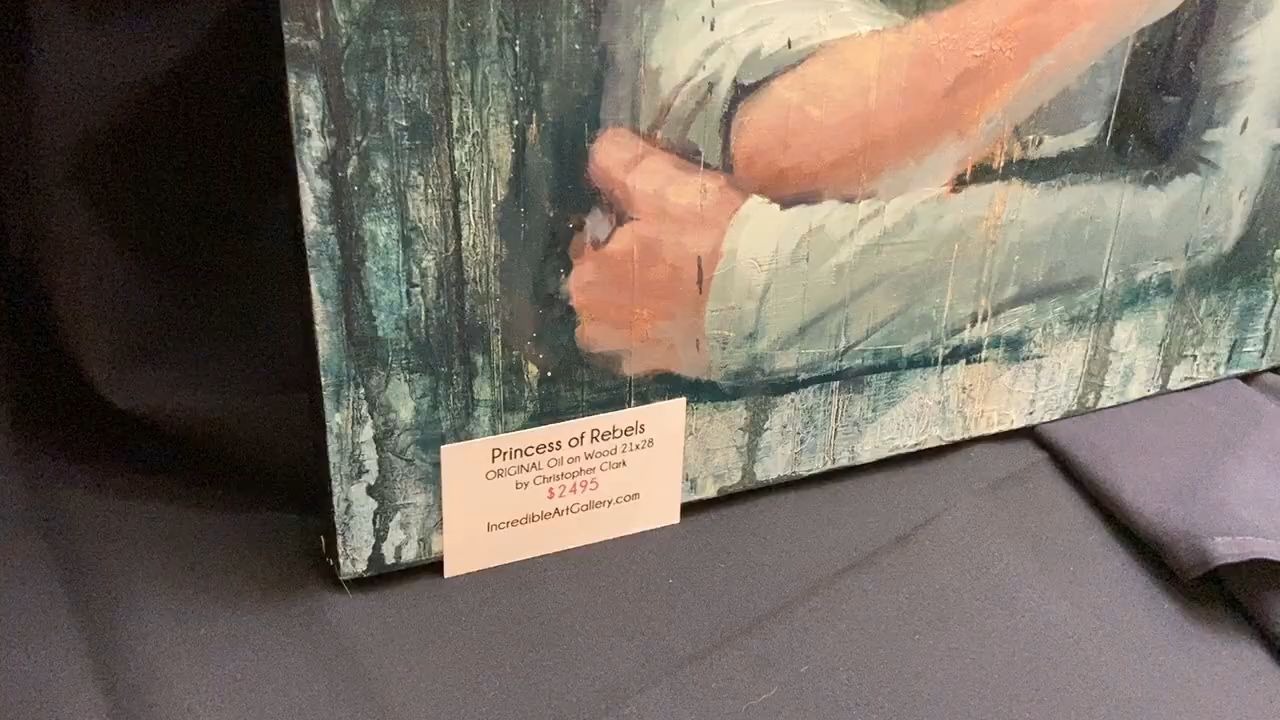 Princess of Rebels
ORIGINAL Oil on Wood 21x28
by Christopher Clark
$2495
IncredibleArtGallery.com